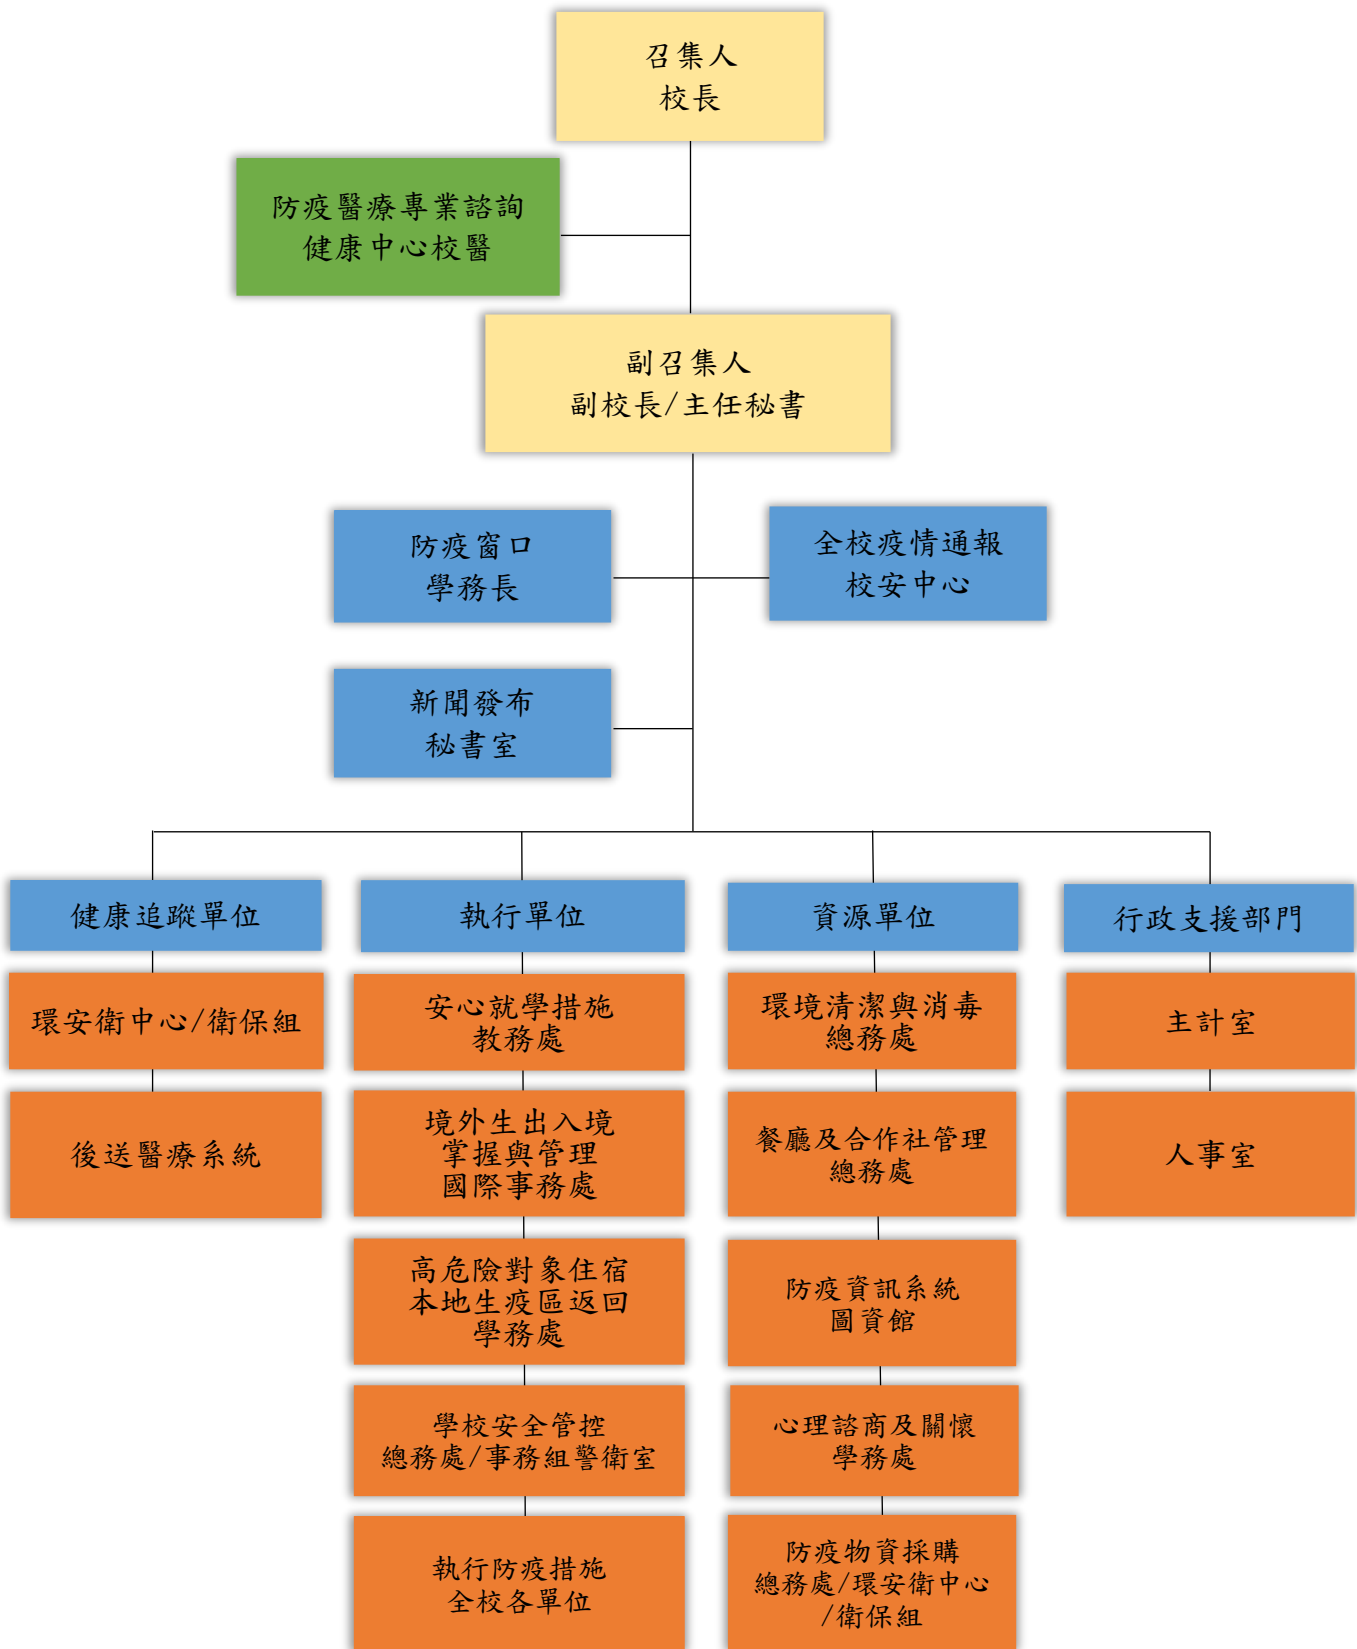 召集人
校長
防疫醫療專業諮詢
健康中心校醫
副召集人
副校長/主任秘書
防疫窗口
學務長
全校疫情通報
校安中心
新聞發布
秘書室
健康追蹤單位
環安衛中心/衛保組
後送醫療系統
執行單位
安心就學措施
教務處
境外生出入境
掌握與管理
國際事務處
高危險對象住宿
本地生疫區返回
學務處
學校安全管控
總務處/事務組警衛室
執行防疫措施
全校各單位
資源單位
環境清潔與消毒
總務處
餐廳及合作社管理
總務處
防疫資訊系統
圖資館
心理諮商及關懷
學務處
防疫物資採購
總務處/環安衛中心
/衛保組
行政支援部門
主計室
人事室